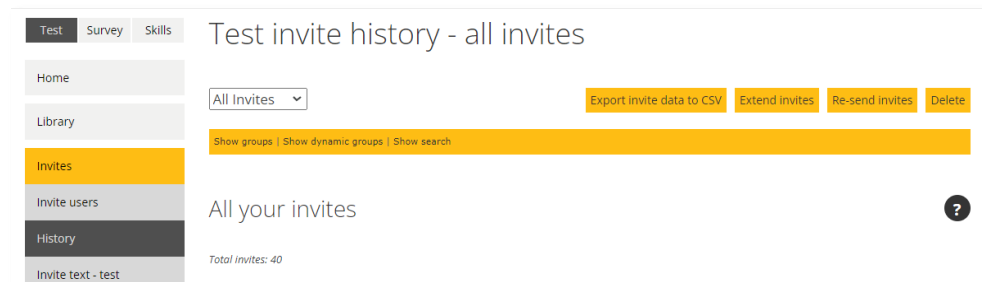 Test Survey Skills
Test invite history - all invites
Home
All Invites
Export invite data to CSV Extend invites Re-send invites Delete
Library
Show groups | Show dynamic groups | Show search
Invites
Invite users
All your invites
?
History
Total invites: 40
Invite text - test